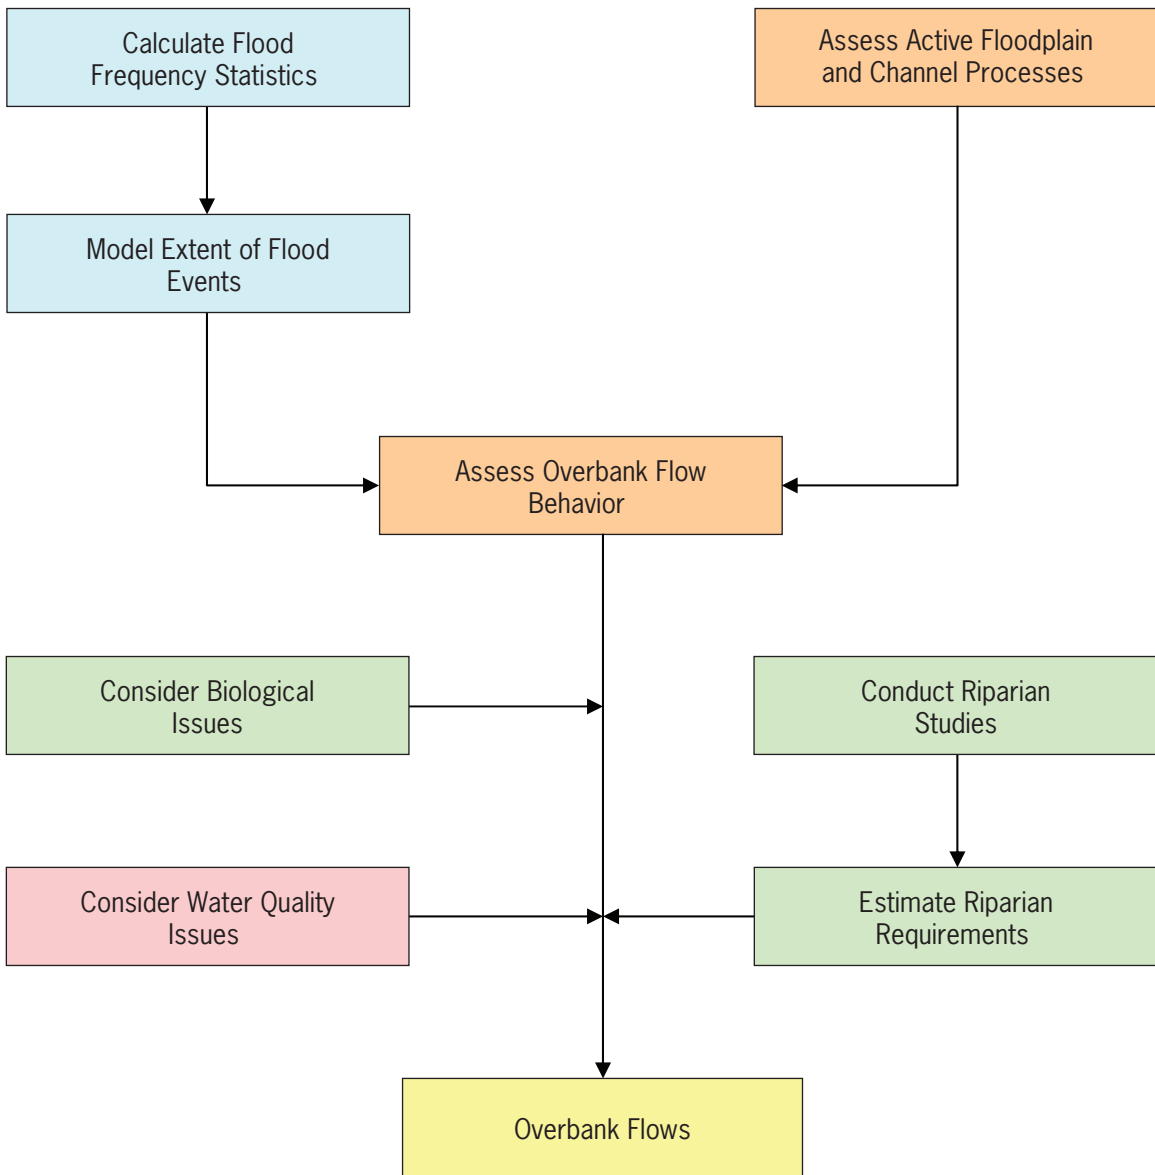 Calculate Flood
Frequency Statistics
Assess Active Floodplain
and Channel Processes
Model Extent of Flood
Events
Assess Overbank Flow
Behavior
Consider Biological
Issues
Conduct Riparian
Studies
Consider Water Quality
Issues
Estimate Riparian
Requirements
Overbank Flows